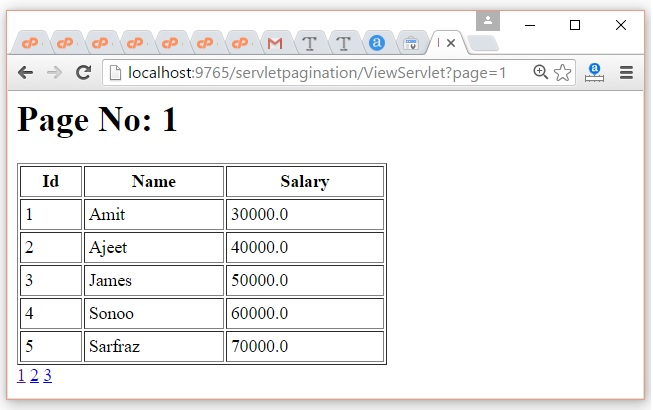 localhost:9765/servletpagination/ViewServlet?page=1
Page No: 1
Id Name Salary
1 Amit 30000.0
2 Ajeet 40000.0
3 James 50000.0
4 Sonoo 60000.0
5 Sarfraz 70000.0
1 2 3